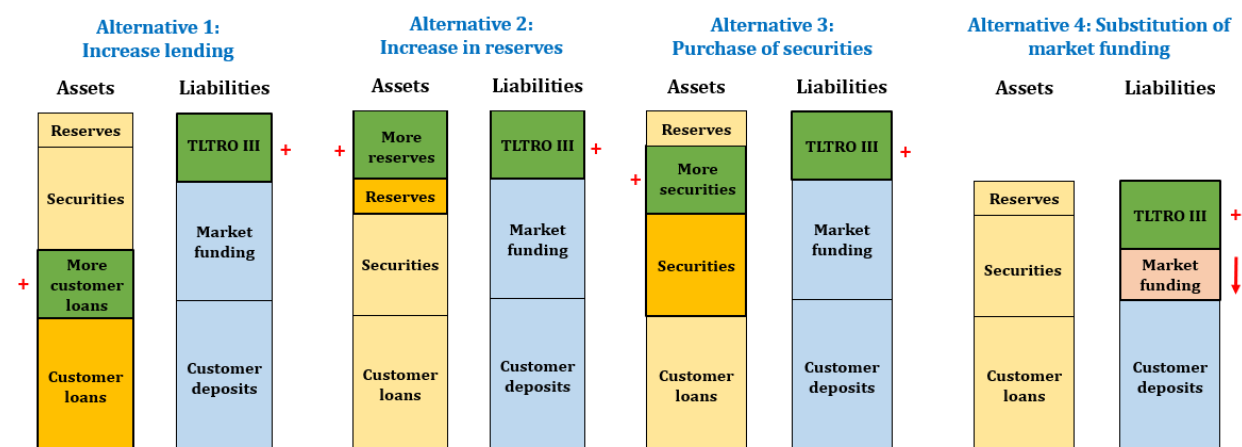 Alternative 1:
Increase lending
Assets
Liabilities
Reserves
Securities
More
customer
loans
Customer
loans
+
TLTRO III
+
Market
funding
Customer
deposits
Alternative 2:
Increase in reserves
Assets
Liabilities
+
More
reserves
Reserves
Securities
Customer
loans
TLTRO III
+
Market
funding
Customer
deposits
Alternative 3:
Purchase of securities
Assets
Liabilities
Reserves
+
More
securities
Securities
Customer
loans
TLTRO III
+
Market
funding
Customer
deposits
Alternative 4: Substitution of
market funding
Assets
Liabilities
Reserves
Securities
Customer
loans
TLTRO III
+
Market
funding
Customer
deposits